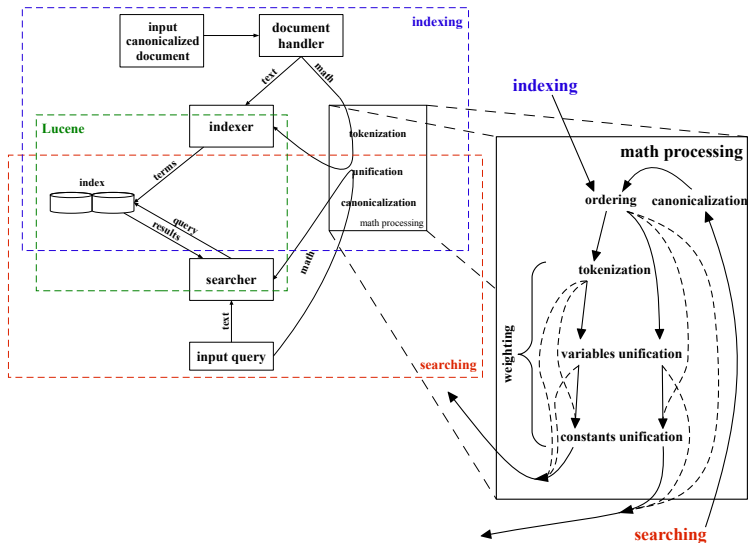 indexing
input
canonicalized
document
document
handler
text
math
Lucene
indexer
tokenization
unification
canonicalization
math processing
terms
index
query
results
searcher
math
text
input query
searching
indexing
math processing
ordering
canonicalization
tokenization
weighting
variables unification
constants unification
searching